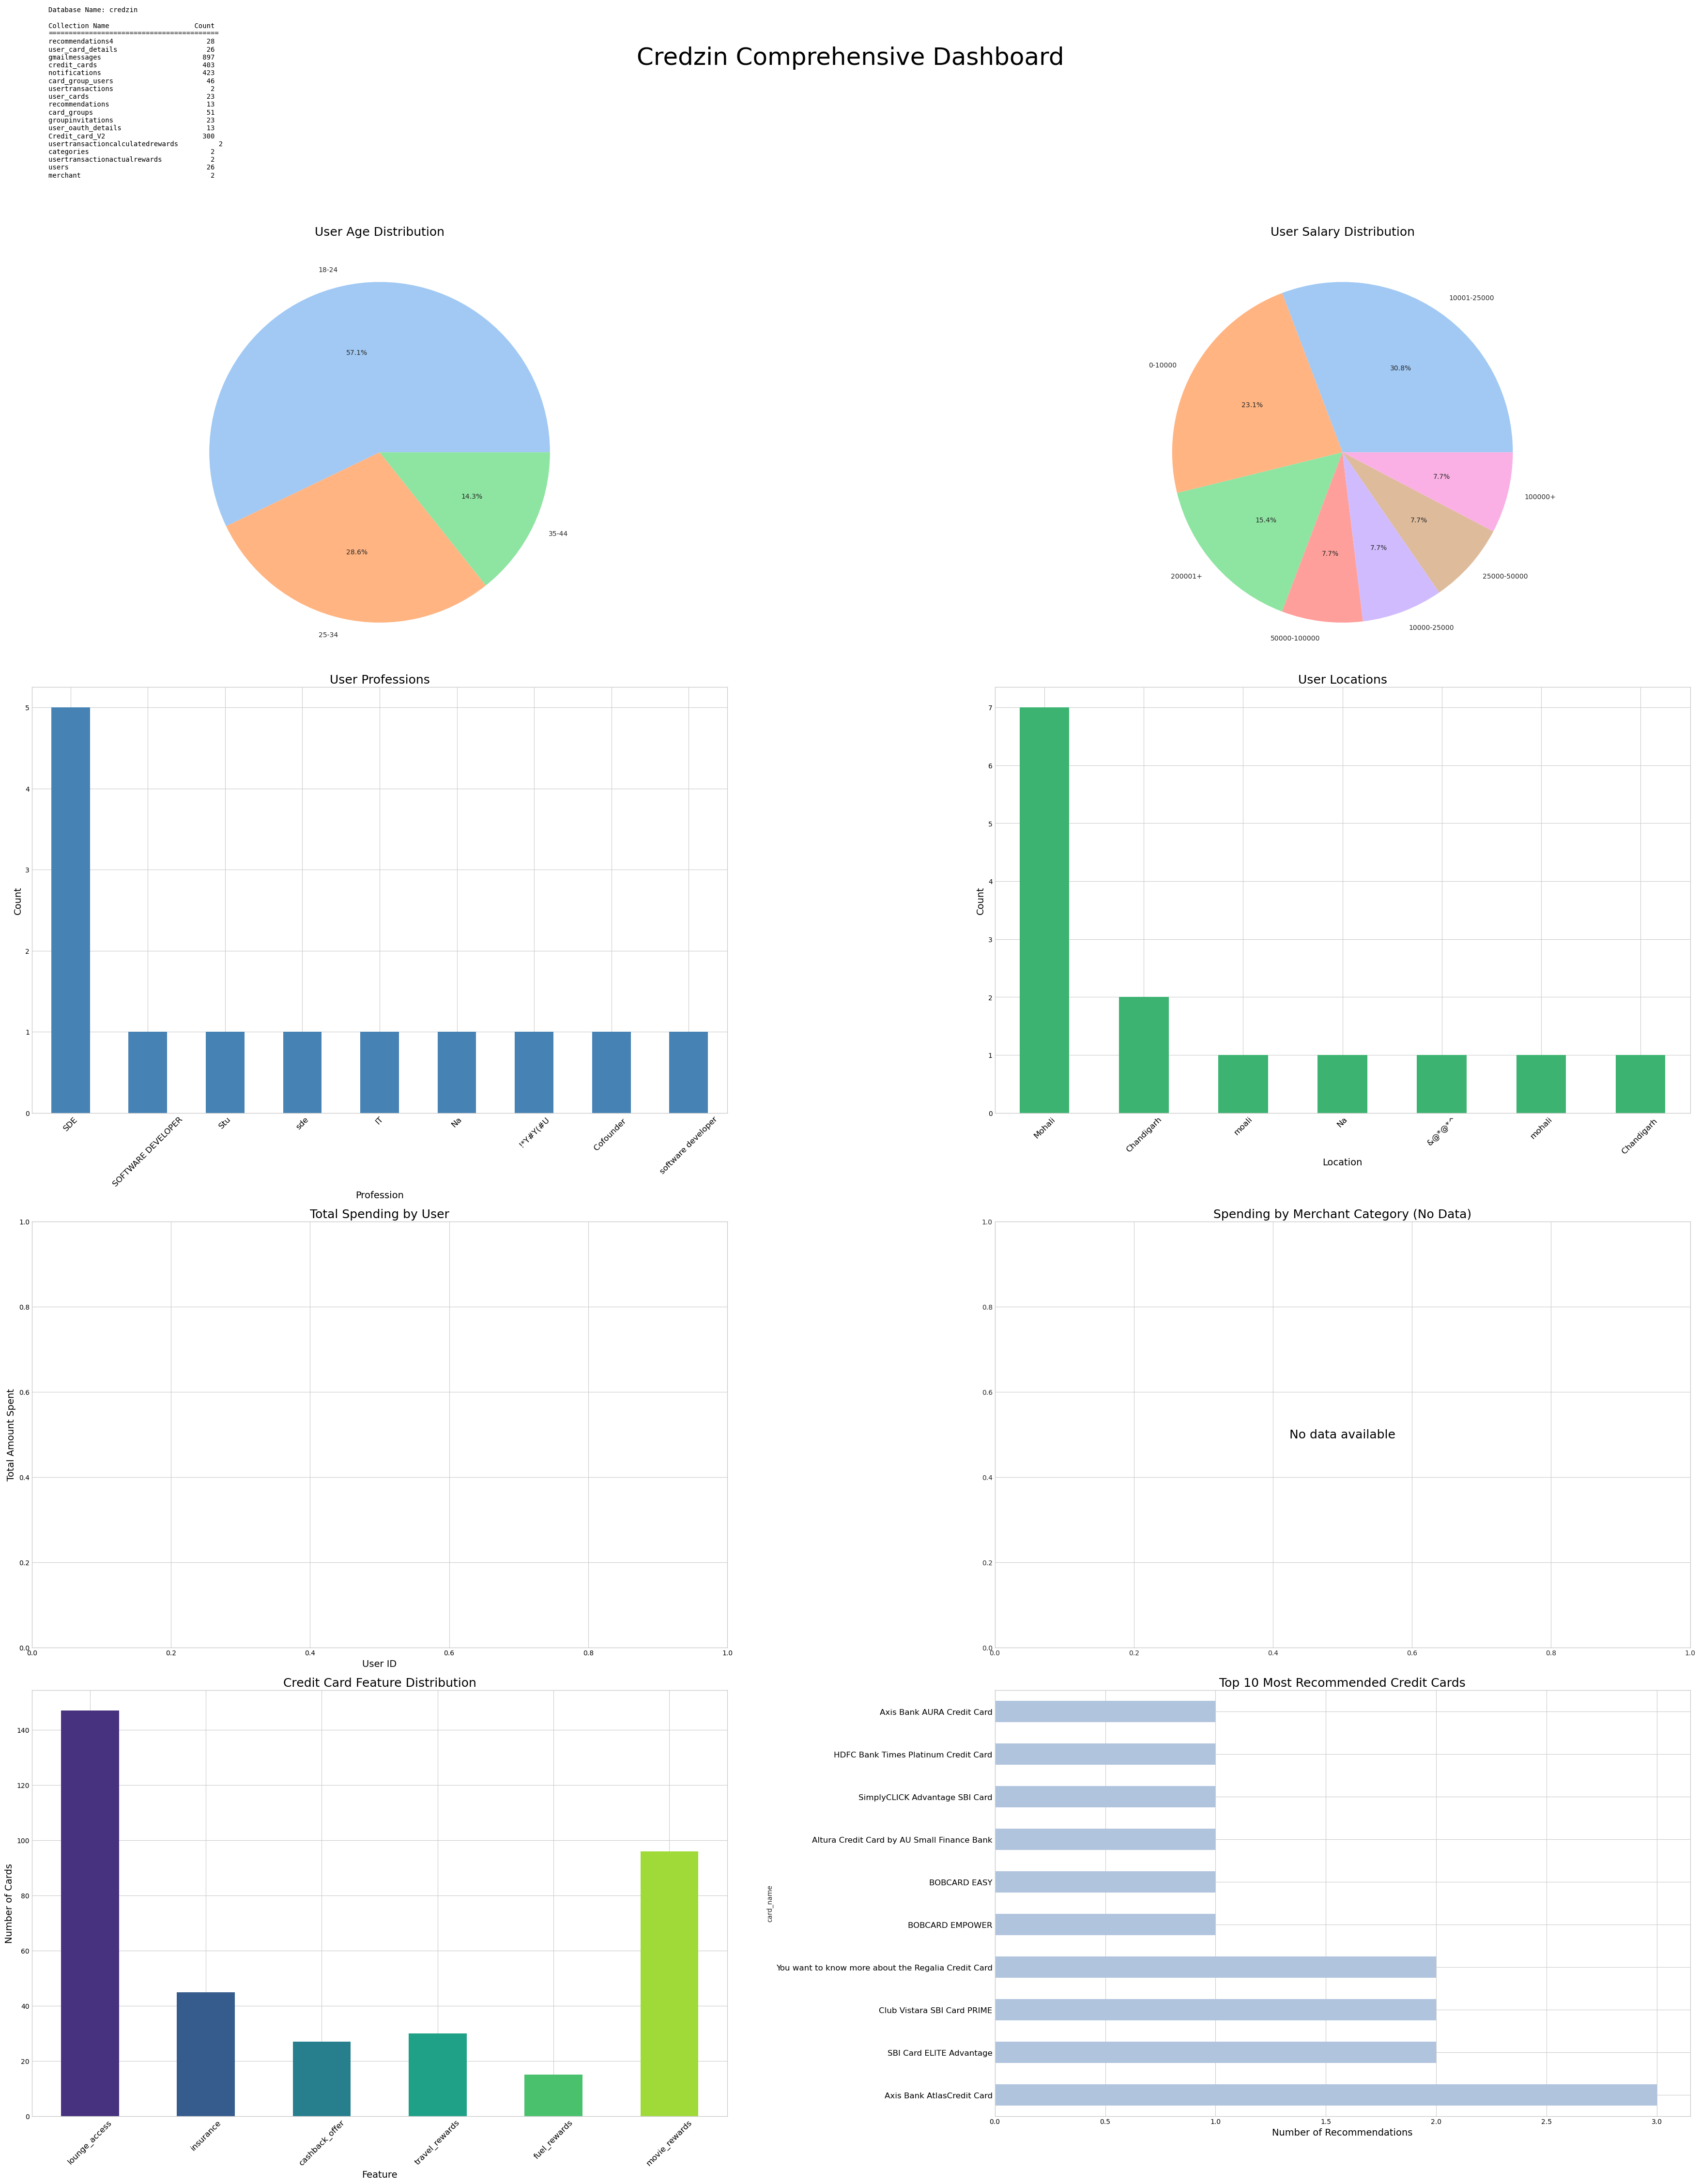 Database Name: credzin
Collection Name Count
==========================================
recommendations4 28
user_card_details 26
gmailmessages 897
credit_cards 403
notifications 423
card_group_users 46
usertransactions 2
user_cards 23
recommendations 13
card_groups 51
groupinvitations 23
user_oauth_details 13
Credit_card_V2 300
usertransactioncalculatedrewards 2
categories 2
usertransactionactualrewards 2
users 26
merchant 2
Credzin Comprehensive Dashboard
User Age Distribution
18-24
57.1%
14.3%
35-44
28.6%
25-34
User Salary Distribution
10001-25000
0-10000
30.8%
23.1%
7.7%
100000+
15.4%
7.7%
7.7%
7.7%
200001+
25000-50000
10000-25000
50000-100000
User Professions
5
4
3
2
1
0
Count
SDE
SOFTWARE DEVELOPER
Stu
sde
IT
Na
!*Y#Y(#U
Cofounder
software developer
Profession
User Locations
7
6
5
4
3
2
1
0
Count
Mohali
Chandigarh
moali
Na
&@*@*^
mohali
Chandigarh
Location
Total Spending by User
1.0
0.8
0.6
0.4
0.2
0.0
Total Amount Spent
0.0 0.2 0.4 0.6 0.8 1.0
User ID
Spending by Merchant Category (No Data)
1.0
0.8
0.6
0.4
0.2
0.0
No data available
0.0 0.2 0.4 0.6 0.8 1.0
Credit Card Feature Distribution
140
120
100
80
60
40
20
0
Number of Cards
lounge_access
insurance
cashback_offer
travel_rewards
fuel_rewards
movie_rewards
Feature
Top 10 Most Recommended Credit Cards
Axis Bank AURA Credit Card
HDFC Bank Times Platinum Credit Card
SimplyCLICK Advantage SBI Card
Altura Credit Card by AU Small Finance Bank
BOBCARD EASY
BOBCARD EMPOWER
You want to know more about the Regalia Credit Card
Club Vistara SBI Card PRIME
SBI Card ELITE Advantage
Axis Bank AtlasCredit Card
card_name
0.0 0.5 1.0 1.5 2.0 2.5 3.0
Number of Recommendations